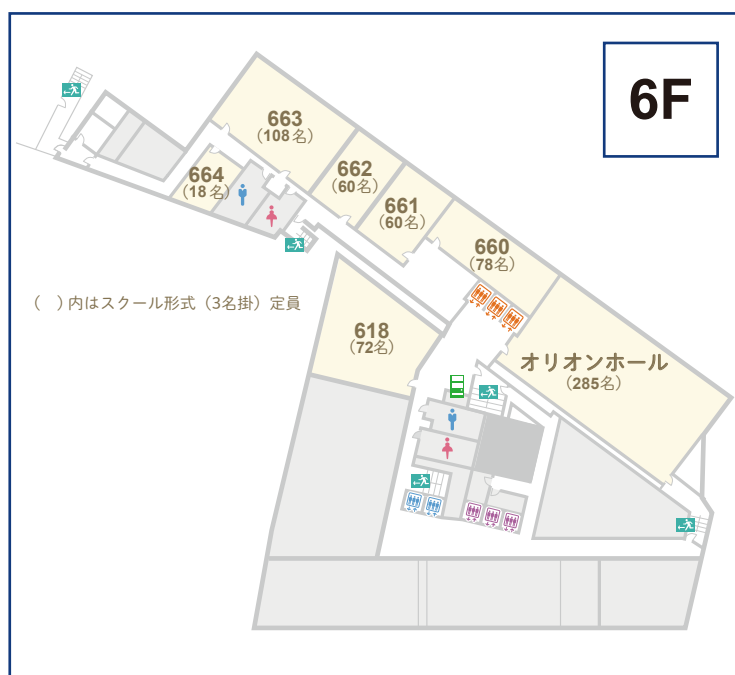 6F
663
(108名)
662
(60名)
661
(60名)
664
(18名)
660
(78名)
( )内はスクール形式(3名掛)定員
618
(72名)
オリオンホール
(285名)